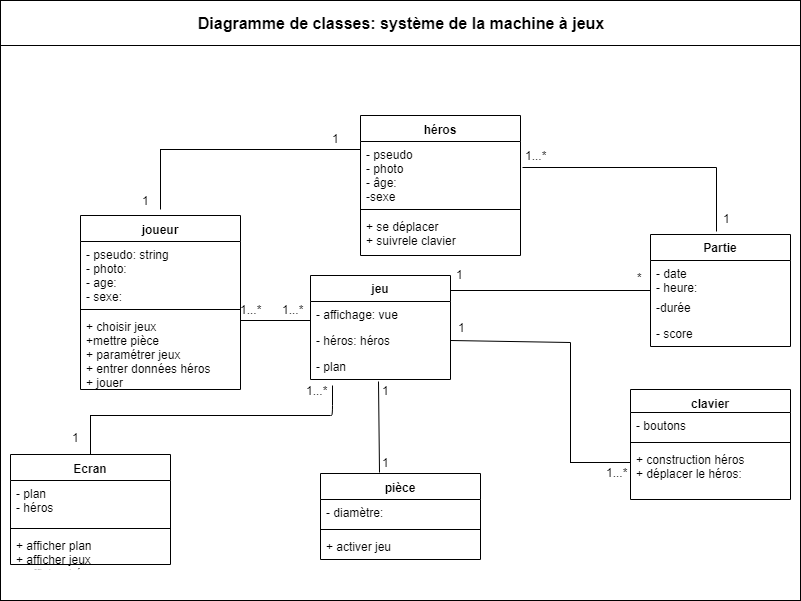 Diagramme de classes: système de la machine à jeux
héros
- pseudo
- photo
- âge:
-sexe
+ se déplacer
+ suivrele clavier
1
1...*
1
1
joueur
- pseudo: string
- photo:
- age:
- sexe:
+ choisir jeux
+mettre pièce
+ paramétrer jeux
+ entrer données héros
+ jouer
1...*
1...*
jeu
- affichage: vue
- héros: héros
- plan
1
*
Partie
- date
- heure:
-durée
- score
1
1...*
clavier
- boutons
+ construction héros
+ déplacer le héros:
1...*
1
Ecran
- plan
- héros
+ afficher plan
+ afficher jeux
1
1
pièce
- diamètre:
+ activer jeu